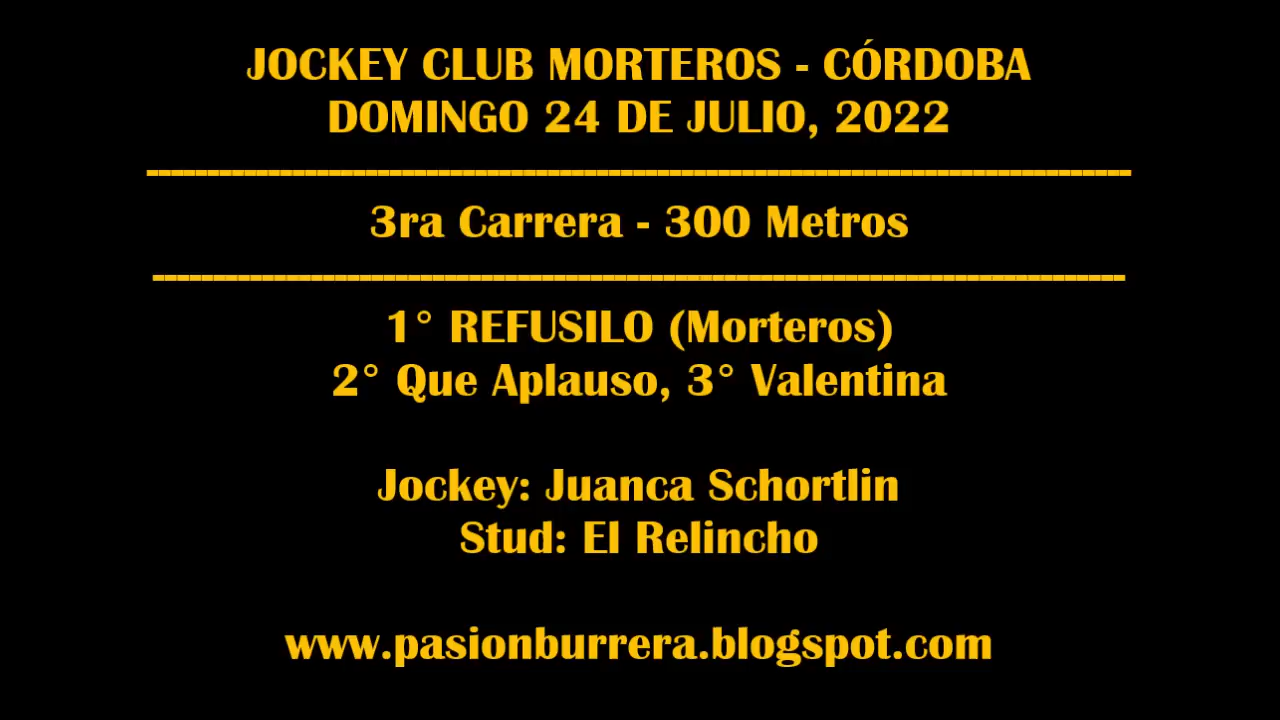 JOCKEY CLUB MORTEROS - CÓRDOBA
DOMINGO 24 DE JULIO, 2022
--------------------------------------------------------------------------------
3ra Carrera - 300 Metros
-------------------------------------------------------------------------------
1° REFUSILO (Morteros)
2° Que Aplauso, 3° Valentina
Jockey: Juanca Schortlin
Stud: El Relincho
www.pasionburrera.blogspot.com